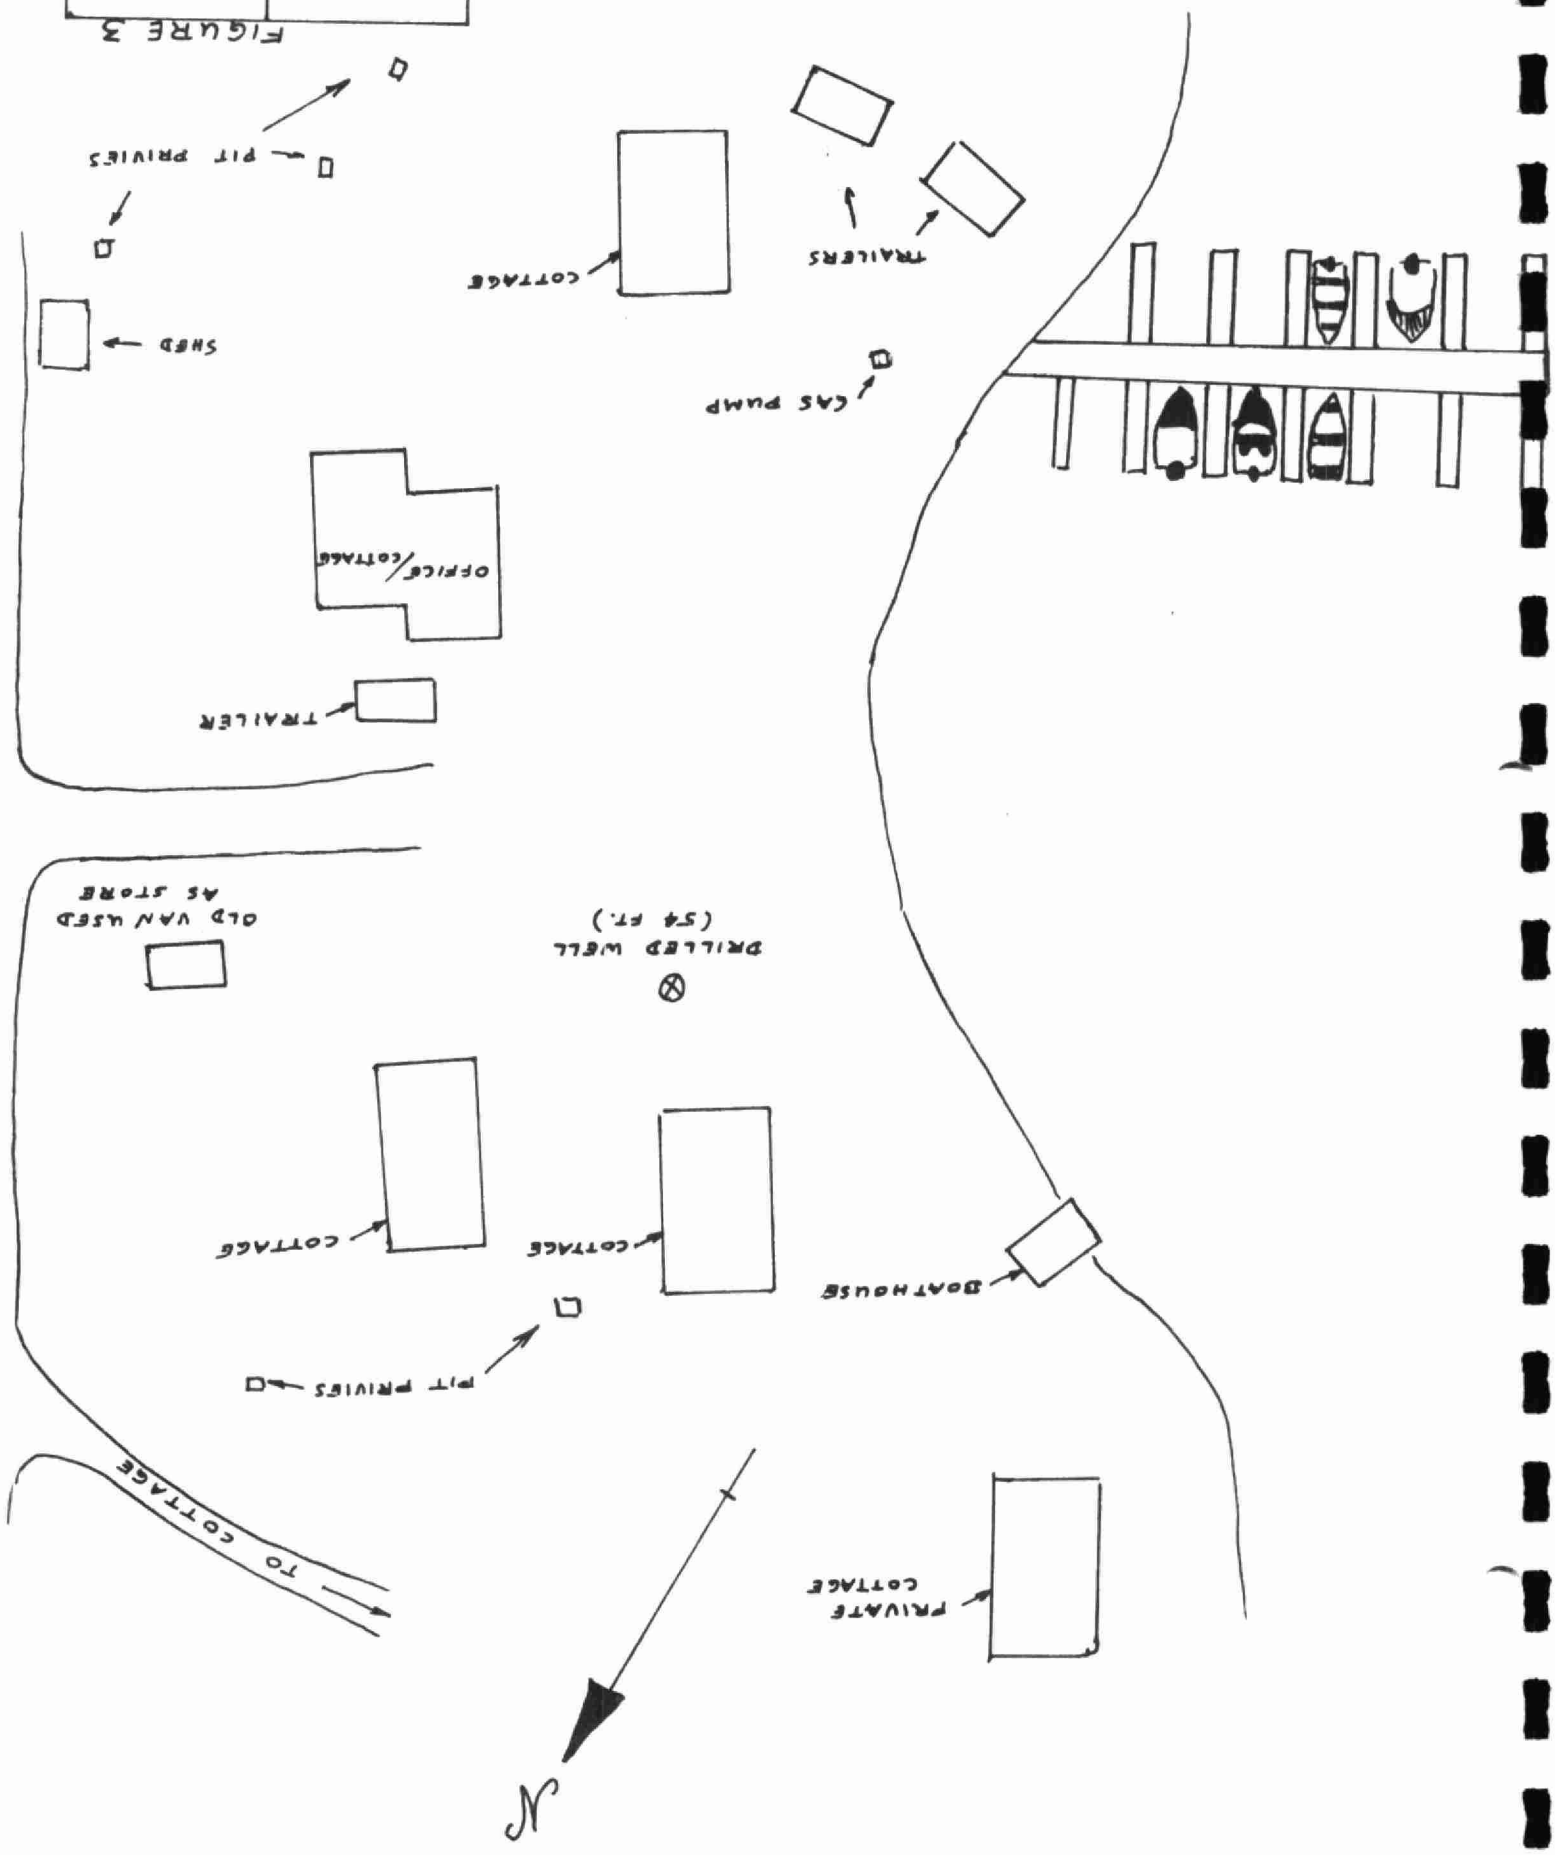 N
PRIVATE
COTTAGE
TO COTTAGE
PIT PRIVIES
BOATHOUSE
COTTAGE
COTTAGE
DRILLED WELL
(54 FT.)
OLD VAN USED
AS STORE
TRAILER
OFFICE/COTTAGE
GAS PUMP
SHED
COTTAGE
TRAILERS
PIT PRIVIES
FIGURE 3